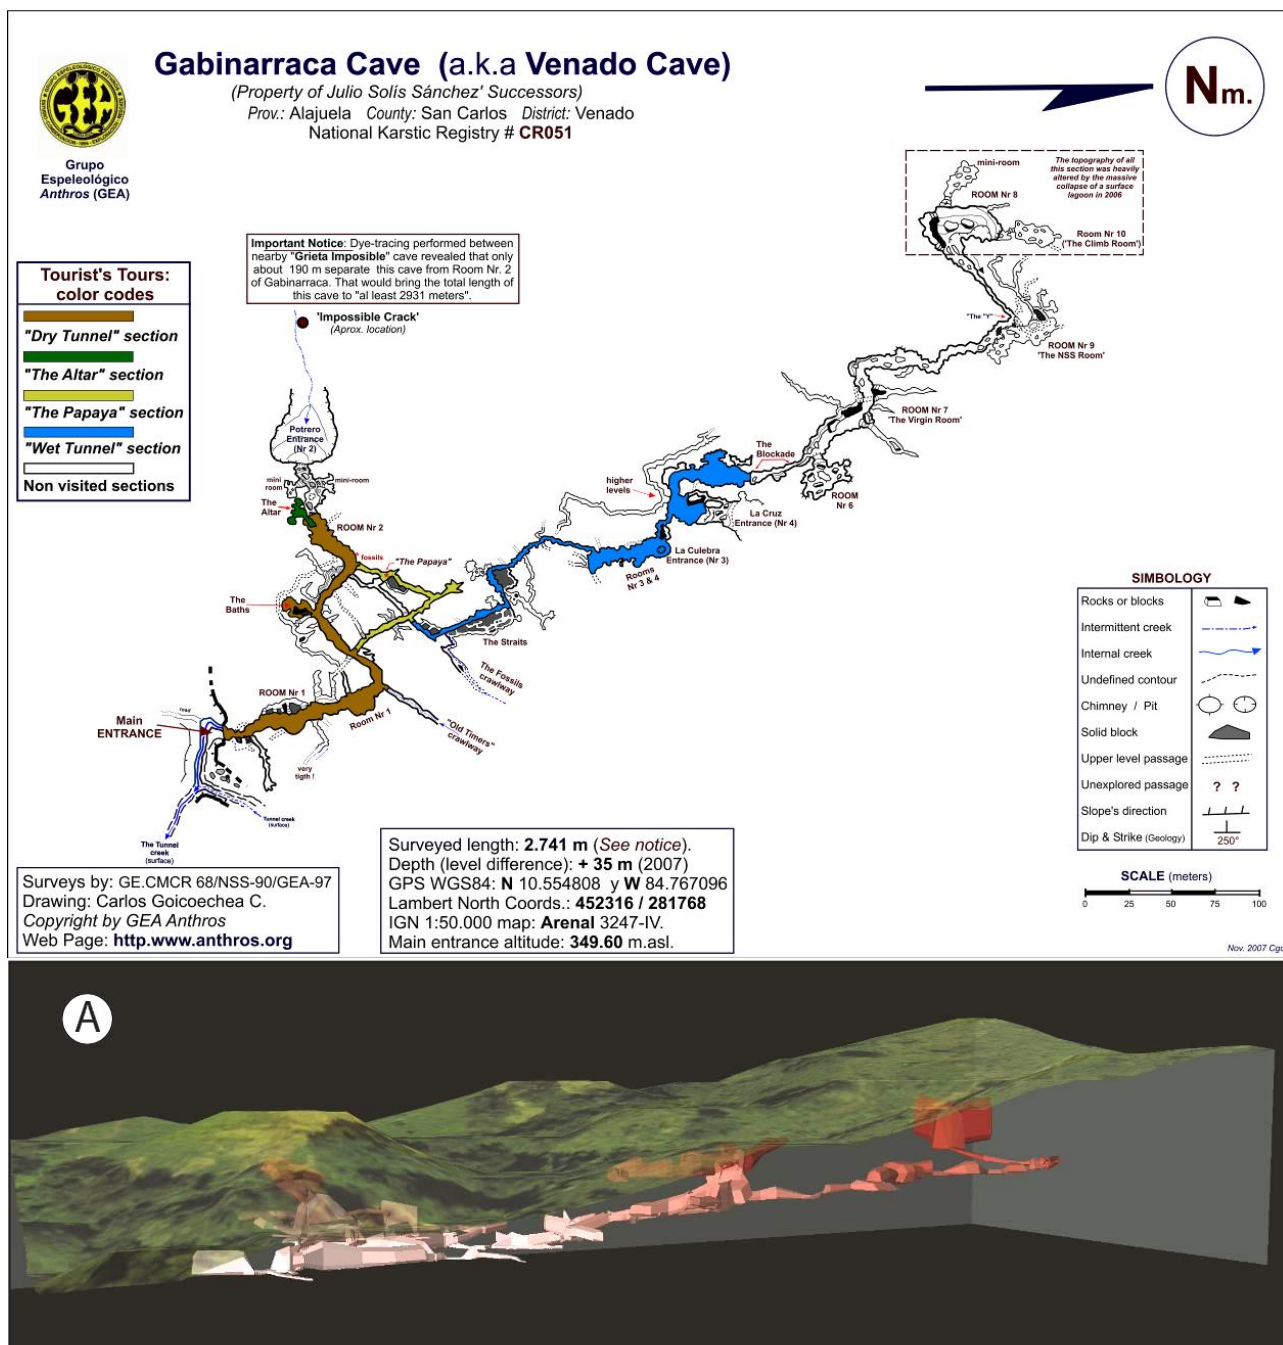 Gabinarraca Cave (a.k.a Venado Cave)
(Property of Julio Solís Sánchez' Successors)
Prov.: Alajuela County: San Carlos District: Venado
National Karstic Registry # CR051
Nm.
GEA
Grupo
Espeleológico
Anthros (GEA)
Important Notice: Dye-tracing performed between
nearby "Grieta Imposible" cave revealed that only
about 190 m separate this cave from Room Nr. 2
of Gabinarraca. That would bring the total length of
this cave to "al least 2931 meters".
'Impossible Crack'
(Aprox. location)
Tourist's Tours:
color codes
"Dry Tunnel" section
"The Altar" section
"The Papaya" section
"Wet Tunnel" section
Non visited sections
mini-room
The topography of all
this section was heavily
altered by the massive
collapse of a surface
lagoon in 2006
ROOM Nr 8
Room Nr 10
('The Climb Room')
"The "Y"
ROOM Nr 9
'The NSS Room'
ROOM Nr 7
'The Virgin Room'
The
Blockade
ROOM
Nr 6
higher
levels
La Cruz
Entrance (Nr 4)
La Culebra
Entrance (Nr 3)
Rooms
Nr 3 & 4
Potrero
Entrance
(Nr 2)
mini
room
mini-room
The
Altar
ROOM Nr 2
fossils
"The Papaya"
The
Baths
The Straits
The Fossils
crawlway
ROOM Nr 1
Room Nr 1
"Old Timers"
crawlway
road
Main
ENTRANCE
very
tigth !
Tunnel creek
(surface)
The Tunnel
creek
(surface)
SIMBOLOGY
Rocks or blocks
Intermittent creek
Internal creek
Undefined contour
Chimney / Pit
Solid block
Upper level passage
Unexplored passage ? ?
Slope's direction
Dip & Strike (Geology) 250°
SCALE (meters)
0 25 50 75 100
Surveys by: GE.CMCR 68/NSS-90/GEA-97
Drawing: Carlos Goicoechea C.
Copyright by GEA Anthros
Web Page: http.www.anthros.org
Surveyed length: 2.741 m (See notice).
Depth (level difference): + 35 m (2007)
GPS WGS84: N 10.554808 y W 84.767096
Lambert North Coords.: 452316 / 281768
IGN 1:50.000 map: Arenal 3247-IV.
Main entrance altitude: 349.60 m.asl.
Nov. 2007 Cgc
A